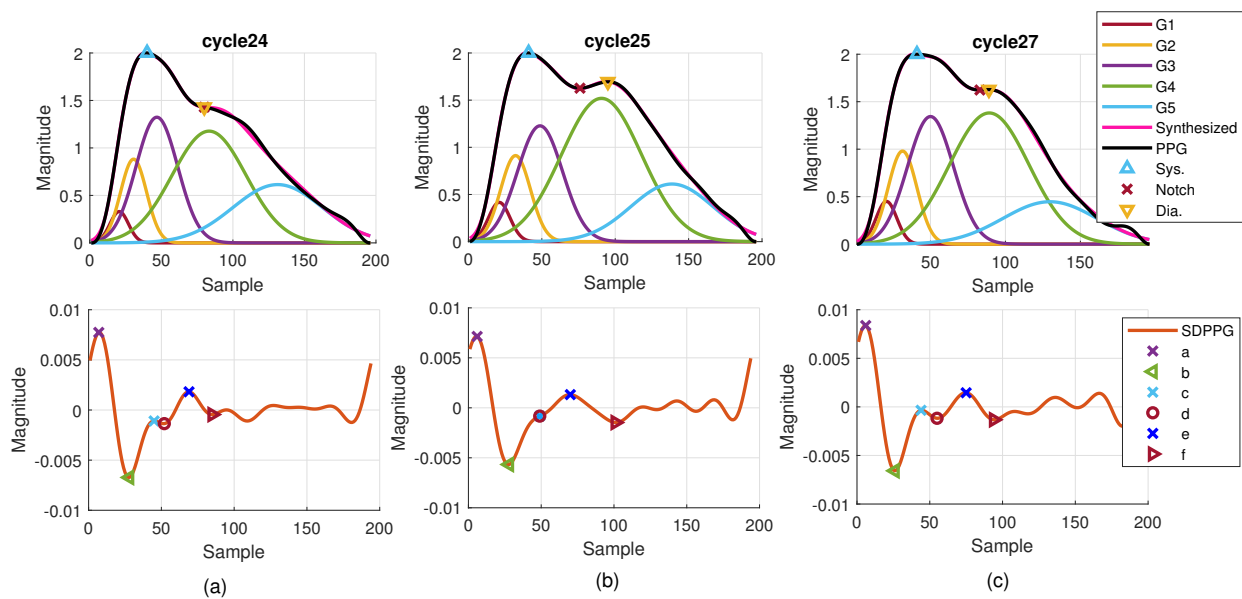 cycle24
cycle25
cycle27
Magnitude
2
1.5
1
0.5
0
0 50 100 150 200
Sample
Magnitude
2
1.5
1
0.5
0
0 50 100 150 200
Sample
Magnitude
2
1.5
1
0.5
0
50 100 150
Sample
G1
G2
G3
G4
G5
Synthesized
PPG
Sys.
Notch
Dia.
Magnitude
0.01
0.005
0
-0.005
-0.01
0 50 100 150 200
Sample
(a)
Magnitude
0.01
0.005
0
-0.005
-0.01
0 50 100 150 200
Sample
(b)
Magnitude
0.01
0.005
0
-0.005
-0.01
0 50 100 150 200
Sample
(c)
SDPPG
a
b
c
d
e
f